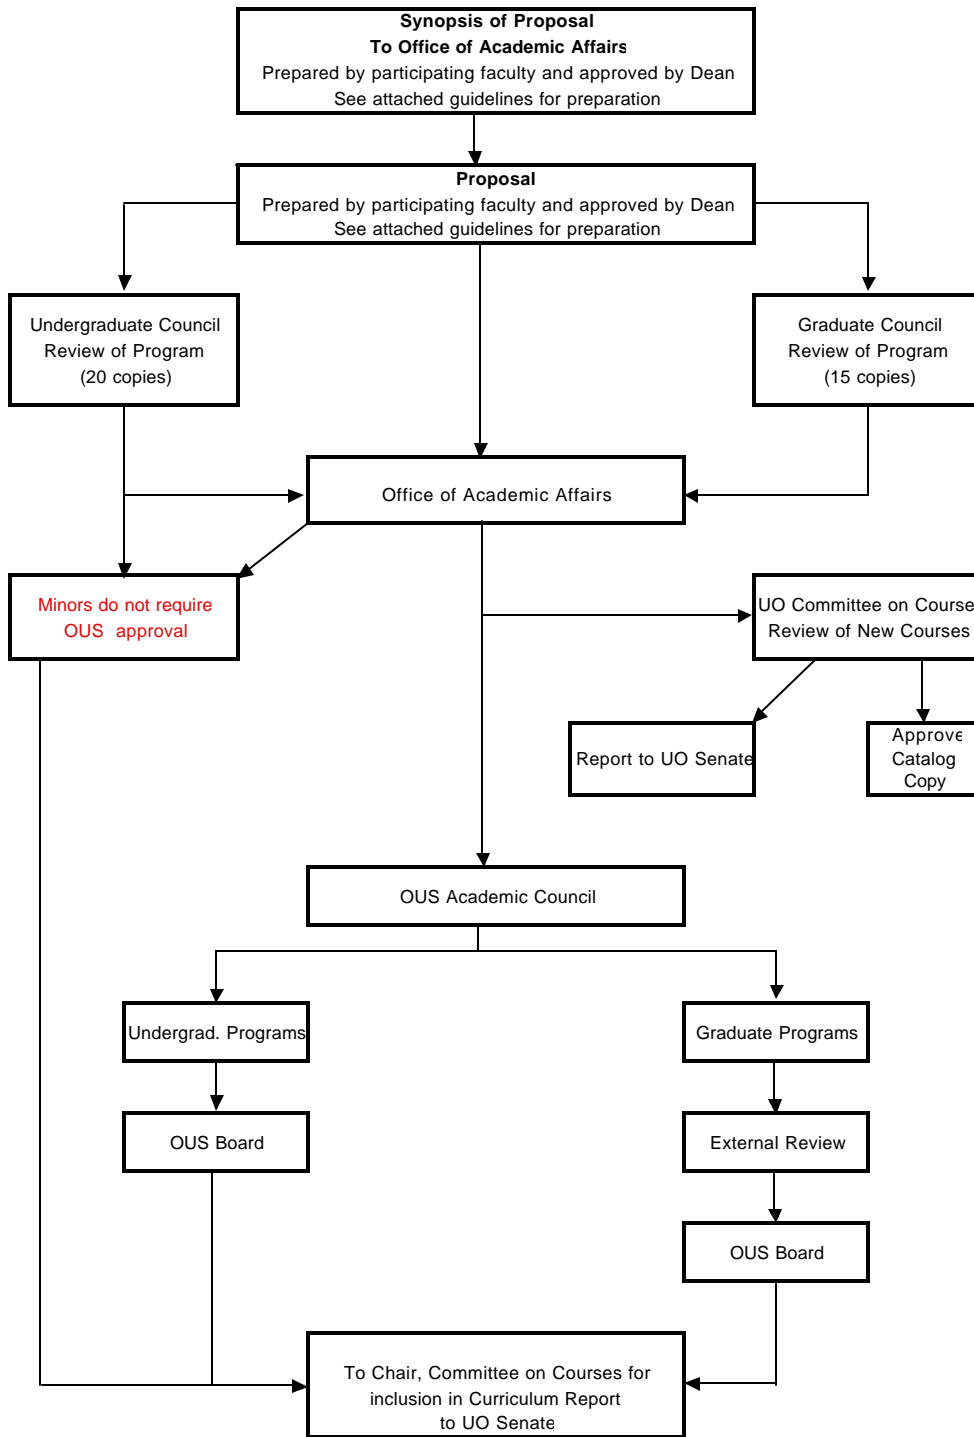 Synopsis of Proposal
To Office of Academic Affairs
Prepared by participating faculty and approved by Dean
See attached guidelines for preparation
Proposal
Prepared by participating faculty and approved by Dean
See attached guidelines for preparation
Undergraduate Council
Review of Program
(20 copies)
Graduate Council
Review of Program
(15 copies)
Office of Academic Affairs
Minors do not require
OUS approval
UO Committee on Course
Review of New Courses
Report to UO Senate
Approve
Catalog
Copy
OUS Academic Council
Undergrad. Programs
Graduate Programs
OUS Board
External Review
OUS Board
To Chair, Committee on Courses for
inclusion in Curriculum Report
to UO Senate